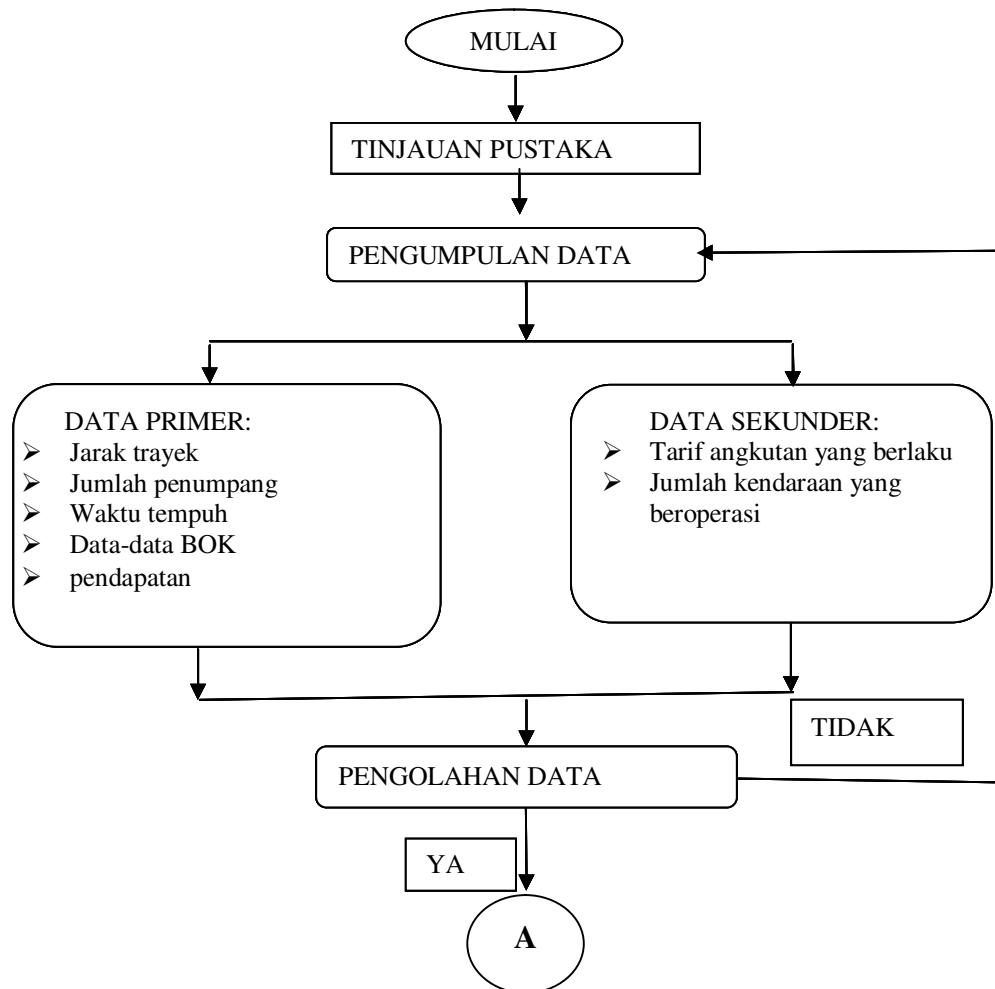 MULAI
TINJAUAN PUSTAKA
PENGUMPULAN DATA
DATA PRIMER:
➢ Jarak trayek
➢ Jumlah penumpang
➢ Waktu tempuh
➢ Data-data BOK
➢ pendapatan
DATA SEKUNDER:
➢ Tarif angkutan yang berlaku
➢ Jumlah kendaraan yang
beroperasi
TIDAK
PENGOLAHAN DATA
YA
A